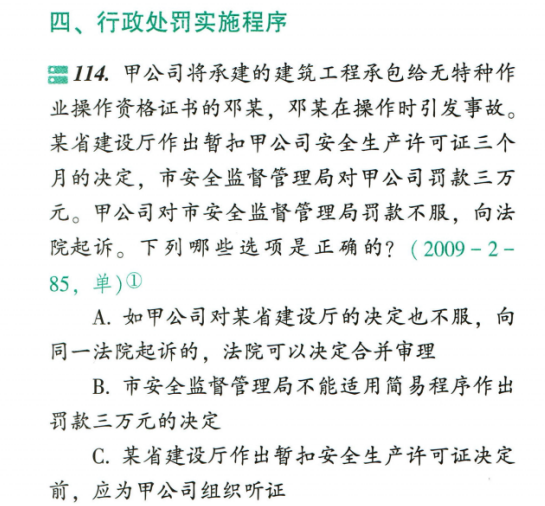 四、行政处罚实施程序
114. 甲公司将承建的建筑工程承包给无特种作
业操作资格证书的邓某，邓某在操作时引发事故。
某省建设厅作出暂扣甲公司安全生产许可证三个
月的决定，市安全监督管理局对甲公司罚款三万
元。甲公司对市安全监督管理局罚款不服，向法
院起诉。下列哪些选项是正确的？（2009－2－
85，单）①
A. 如甲公司对某省建设厅的决定也不服，向
同一法院起诉的，法院可以决定合并审理
B. 市安全监督管理局不能适用简易程序作出
罚款三万元的决定
C. 某省建设厅作出暂扣安全生产许可证决定
前，应为甲公司组织听证